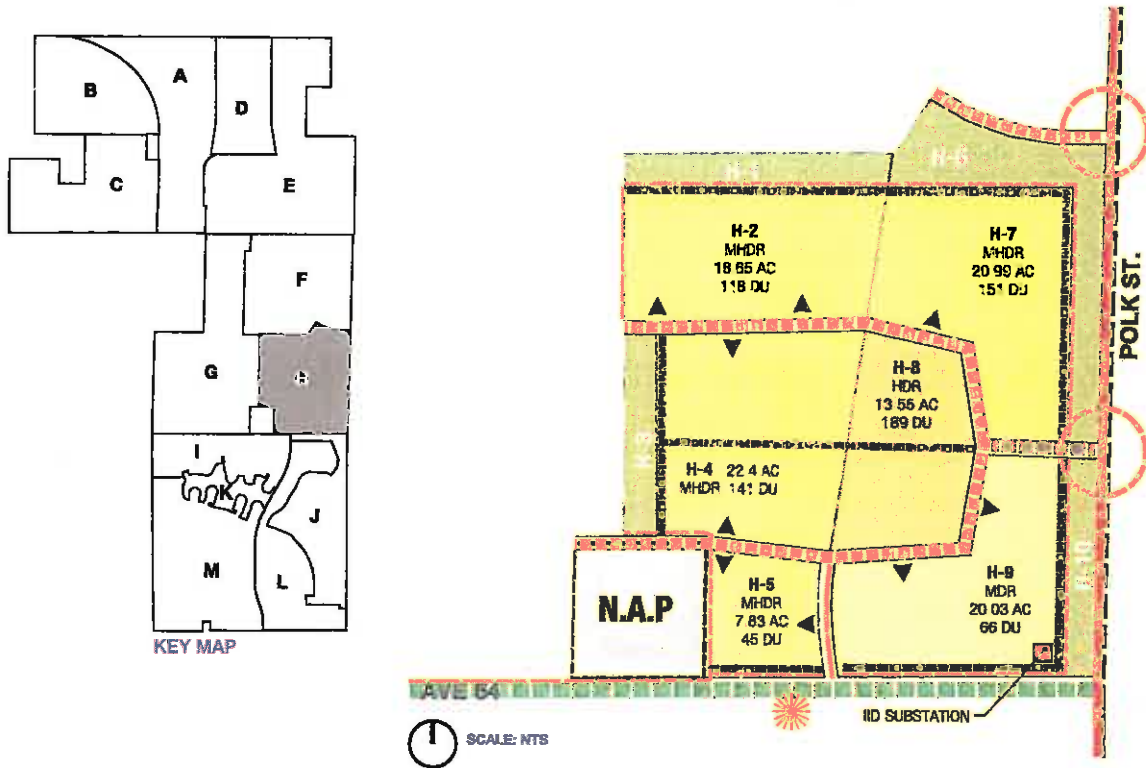 B
A
D
C
E
F
G
I
K
J
M
L
KEY MAP
H-6
H-2
MHDR
18 65 AC
118 DU
H-7
MHDR
20 99 AC
151 DU
POLK ST.
H-8
HDR
13 55 AC
189 DU
H-4 22.4 AC
MHDR 141 DU
N.A.P
H-5
MHDR
7.83 AC
45 DU
H-9
MDR
20 03 AC
66 DU
H-10
AVE 64
IID SUBSTATION
SCALE: NTS